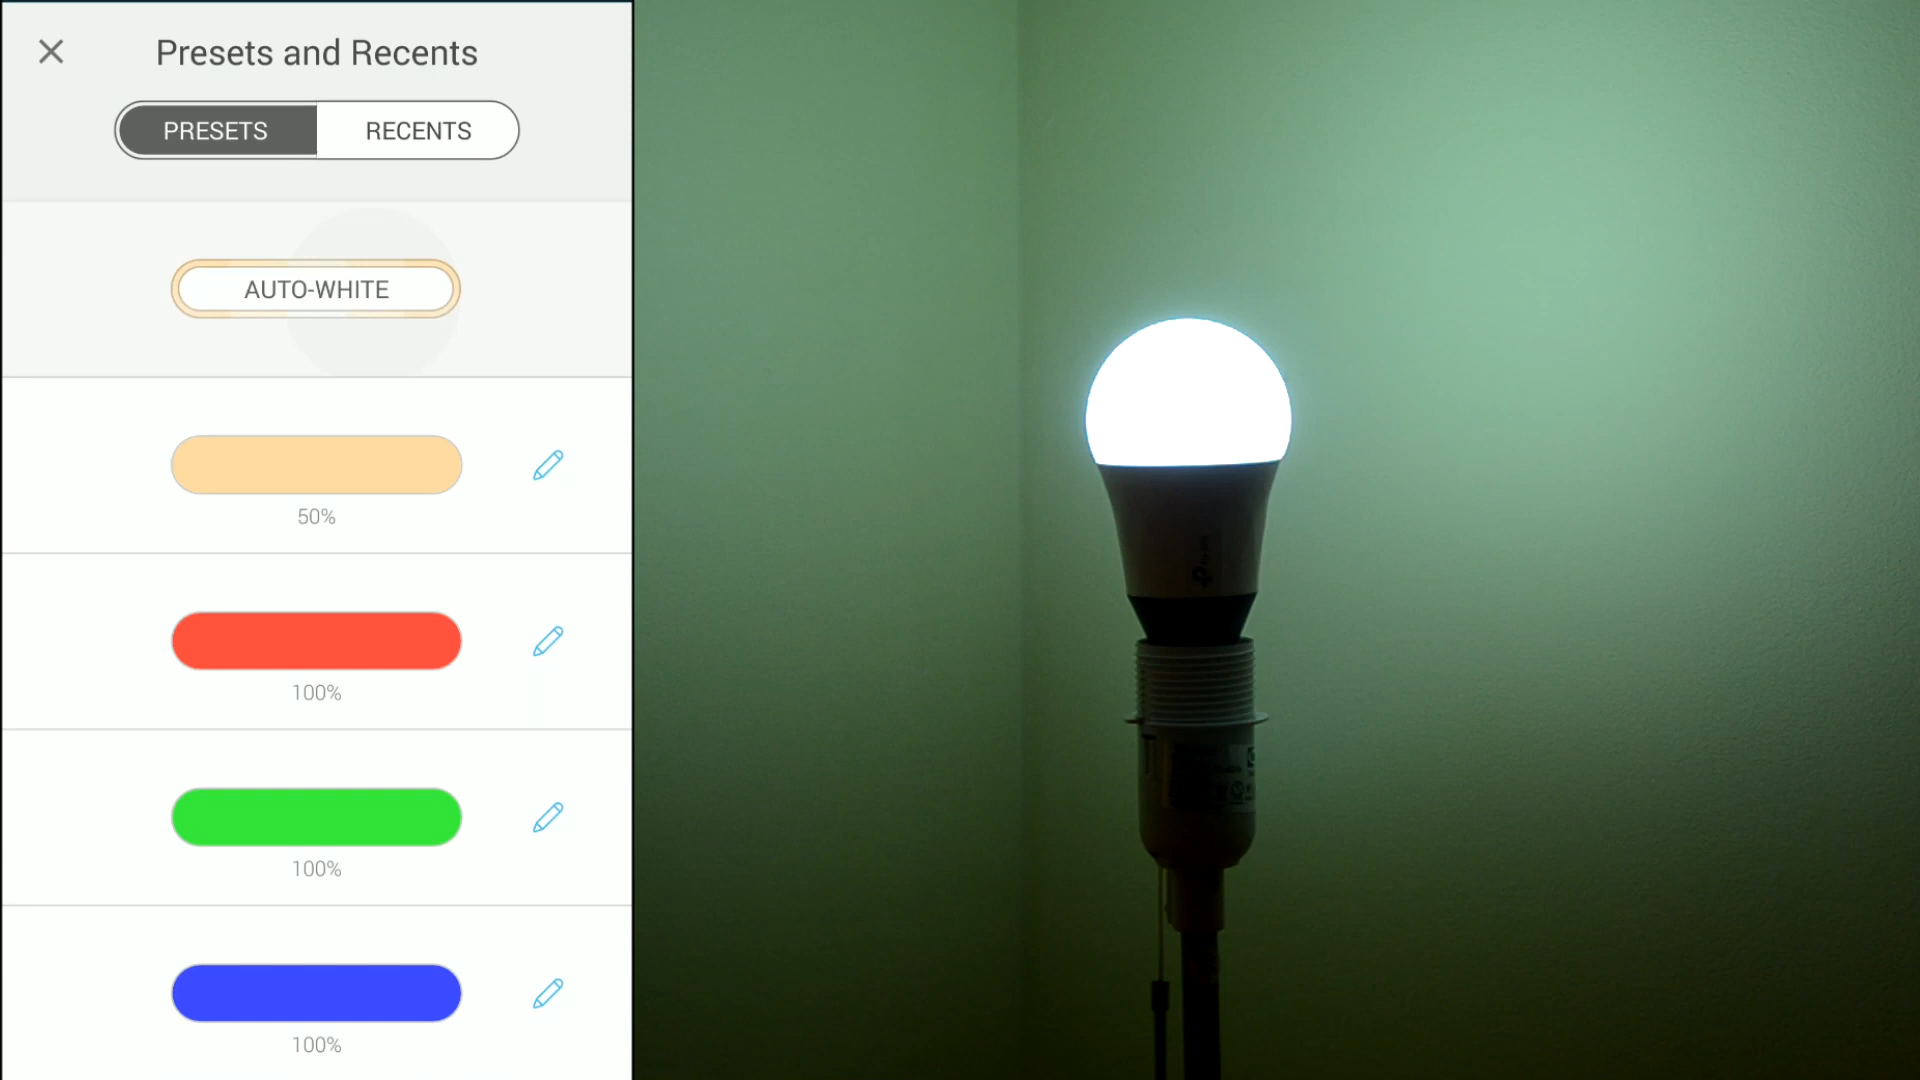 Presets and Recents
PRESETS
RECENTS
AUTO-WHITE
50%
100%
100%
100%